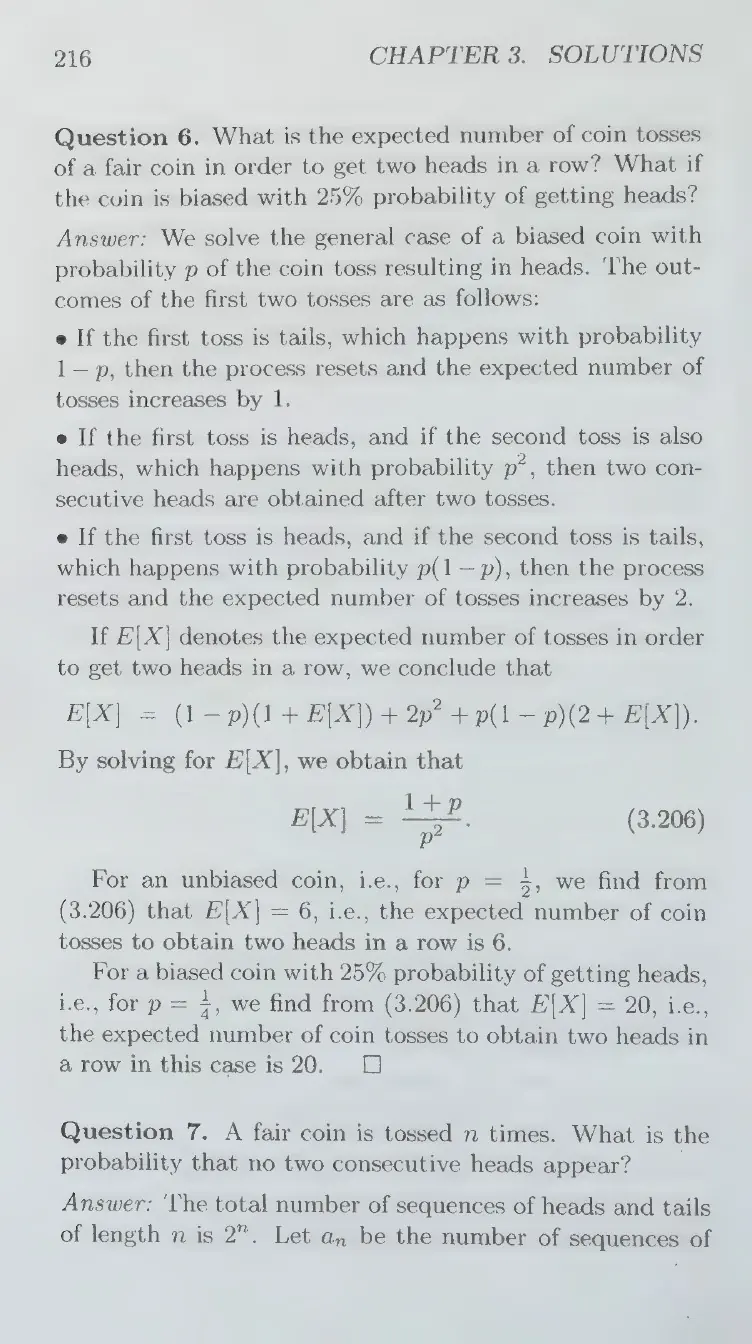 216 CHAPTER 3. SOLUTIONS
Question 6. What is the expected number of coin tosses
of a fair coin in order to get two heads in a row? What if
the coin is biased with 25% probability of getting heads?
Answer: We solve the general case of a biased coin with
probability p of the coin toss resulting in heads. The out-
comes of the first two tosses are as follows:
• If the first toss is tails, which happens with probability
1 − p, then the process resets and the expected number of
tosses increases by 1.
• If the first toss is heads, and if the second toss is also
heads, which happens with probability p², then two con-
secutive heads are obtained after two tosses.
• If the first toss is heads, and if the second toss is tails,
which happens with probability p(1 − p), then the process
resets and the expected number of tosses increases by 2.
If E[X] denotes the expected number of tosses in order
to get two heads in a row, we conclude that
E[X] = (1 − p)(1 + E[X]) + 2p² + p(1 − p)(2 + E[X]).
By solving for E[X], we obtain that
E[X] = (1 + p)/p². (3.206)
For an unbiased coin, i.e., for p = ½, we find from
(3.206) that E[X] = 6, i.e., the expected number of coin
tosses to obtain two heads in a row is 6.
For a biased coin with 25% probability of getting heads,
i.e., for p = ¼, we find from (3.206) that E[X] = 20, i.e.,
the expected number of coin tosses to obtain two heads in
a row in this case is 20. □
Question 7. A fair coin is tossed n times. What is the
probability that no two consecutive heads appear?
Answer: The total number of sequences of heads and tails
of length n is 2ⁿ. Let aₙ be the number of sequences of